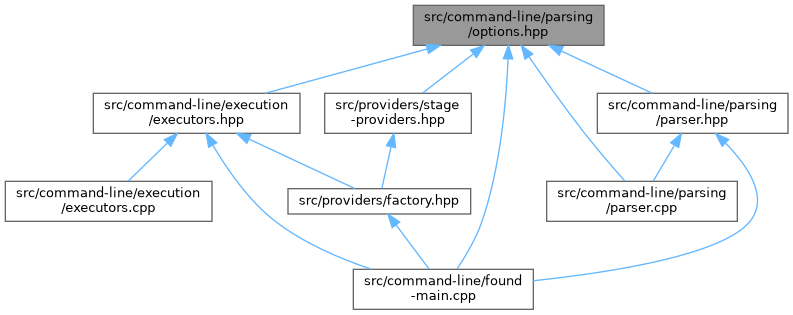 src/command-line/parsing
/options.hpp
src/command-line/execution
/executors.hpp
src/providers/stage
-providers.hpp
src/command-line/parsing
/parser.hpp
src/command-line/execution
/executors.cpp
src/providers/factory.hpp
src/command-line/parsing
/parser.cpp
src/command-line/found
-main.cpp